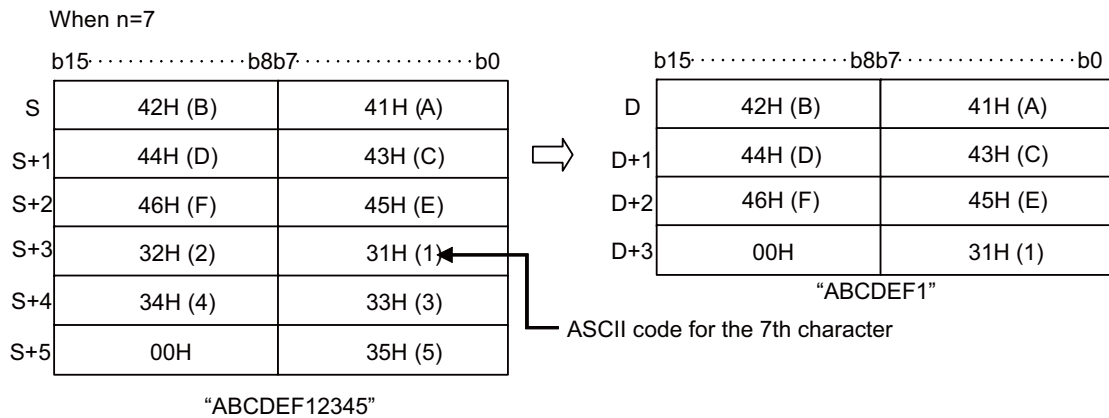 When n=7
b15··············b8b7·················b0
S 42H (B) 41H (A)
S+1 44H (D) 43H (C)
S+2 46H (F) 45H (E)
S+3 32H (2) 31H (1)
S+4 34H (4) 33H (3)
S+5 00H 35H (5)
“ABCDEF12345”
b15··············b8b7·················b0
D 42H (B) 41H (A)
D+1 44H (D) 43H (C)
D+2 46H (F) 45H (E)
D+3 00H 31H (1)
“ABCDEF1”
ASCII code for the 7th character